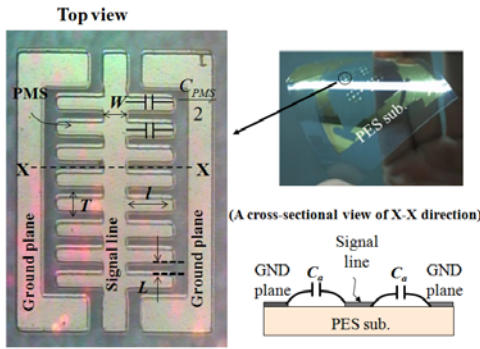 Top view
PMS
W
C_PMS
2
X
X
T
l
L
Ground plane
Signal line
Ground plane
PES sub.
(A cross-sectional view of X-X direction)
Signal
line
GND
plane
C_a
C_a
GND
plane
PES sub.